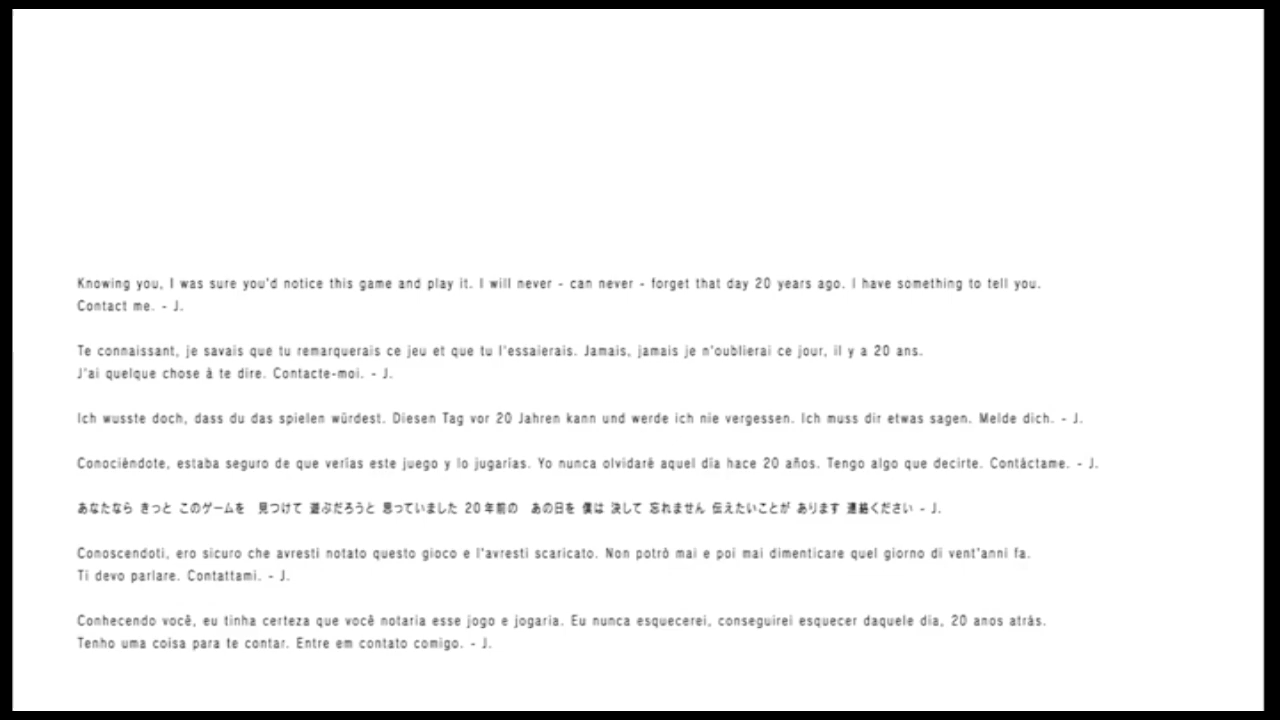 Knowing you, I was sure you'd notice this game and play it. I will never - can never - forget that day 20 years ago. I have something to tell you.
Contact me. - J.
Te connaissant, je savais que tu remarquerais ce jeu et que tu l'essaierais. Jamais, jamais je n'oublierai ce jour, il y a 20 ans.
J'ai quelque chose à te dire. Contacte-moi. - J.
Ich wusste doch, dass du das spielen würdest. Diesen Tag vor 20 Jahren kann und werde ich nie vergessen. Ich muss dir etwas sagen. Melde dich. - J.
Conociéndote, estaba seguro de que verías este juego y lo jugarías. Yo nunca olvidaré aquel día hace 20 años. Tengo algo que decirte. Contáctame. - J.
あなたなら きっと このゲームを　見つけて 遊ぶだろうと 思っていました 20年前の　あの日を 僕は 決して 忘れません 伝えたいことが あります 連絡ください - J.
Conoscendoti, ero sicuro che avresti notato questo gioco e l'avresti scaricato. Non potrò mai e poi mai dimenticare quel giorno di vent'anni fa.
Ti devo parlare. Contattami. - J.
Conhecendo você, eu tinha certeza que você notaria esse jogo e jogaria. Eu nunca esquecerei, conseguirei esquecer daquele dia, 20 anos atrás.
Tenho uma coisa para te contar. Entre em contato comigo. - J.